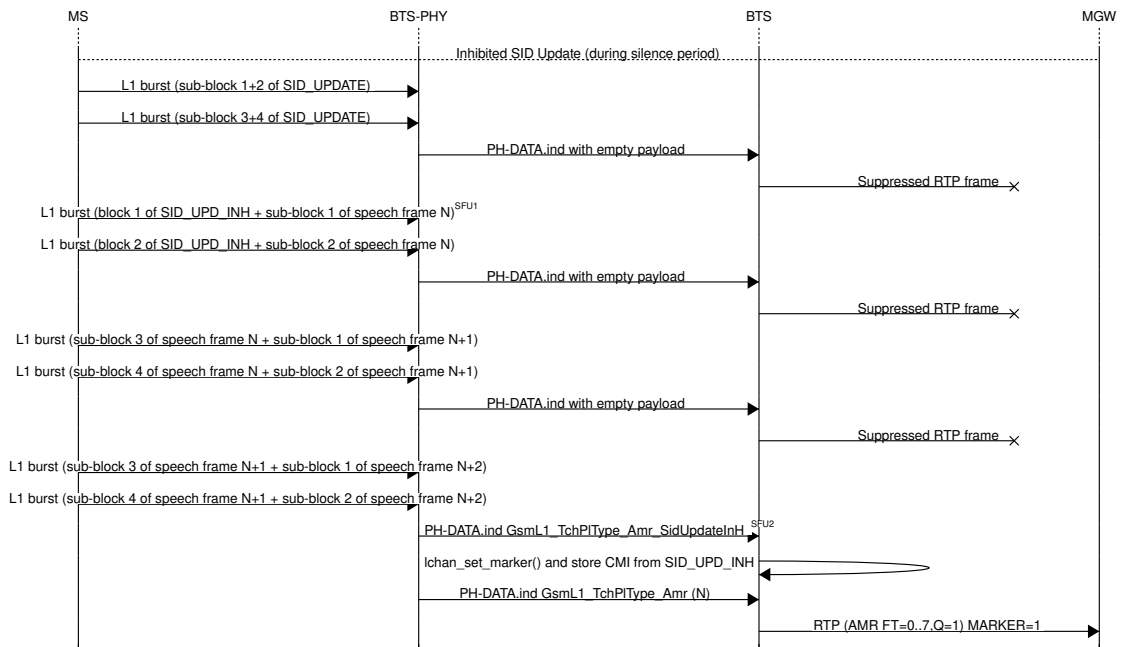 MS BTS-PHY BTS MGW
Inhibited SID Update (during silence period)
L1 burst (sub-block 1+2 of SID_UPDATE)
L1 burst (sub-block 3+4 of SID_UPDATE)
PH-DATA.ind with empty payload
Suppressed RTP frame
L1 burst (block 1 of SID_UPD_INH + sub-block 1 of speech frame N)SFU1
L1 burst (block 2 of SID_UPD_INH + sub-block 2 of speech frame N)
PH-DATA.ind with empty payload
Suppressed RTP frame
L1 burst (sub-block 3 of speech frame N + sub-block 1 of speech frame N+1)
L1 burst (sub-block 4 of speech frame N + sub-block 2 of speech frame N+1)
PH-DATA.ind with empty payload
Suppressed RTP frame
L1 burst (sub-block 3 of speech frame N+1 + sub-block 1 of speech frame N+2)
L1 burst (sub-block 4 of speech frame N+1 + sub-block 2 of speech frame N+2)
PH-DATA.ind GsmL1_TchPlType_Amr_SidUpdateInH SFU2
lchan_set_marker() and store CMI from SID_UPD_INH
PH-DATA.ind GsmL1_TchPlType_Amr (N)
RTP (AMR FT=0..7,Q=1) MARKER=1